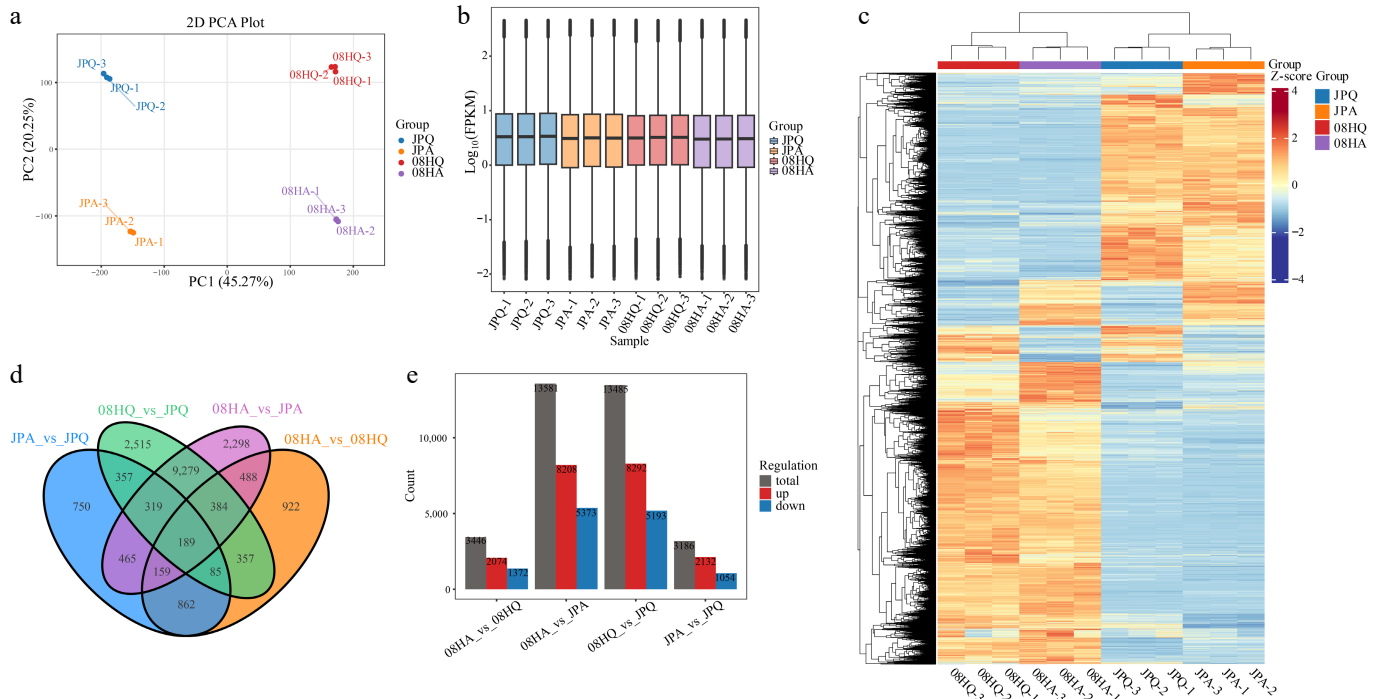 a
2D PCA Plot
JPQ-3
JPQ-1
JPQ-2
08HQ-3
08HQ-2
08HQ-1
JPA-3
JPA-2
JPA-1
08HA-1
08HA-3
08HA-2
100
0
−100
−200
−100
0
100
200
PC2 (20.25%)
PC1 (45.27%)
Group
JPQ
JPA
08HQ
08HA
b
Log10(FPKM)
2
1
0
−1
−2
JPQ-1
JPQ-2
JPQ-3
JPA-1
JPA-2
JPA-3
08HQ-1
08HQ-2
08HQ-3
08HA-1
08HA-2
08HA-3
Sample
Group
JPQ
JPA
08HQ
08HA
c
Group
Z-score Group
4
2
0
−2
−4
JPQ
JPA
08HQ
08HA
08HQ-3
08HQ-2
08HQ-1
08HA-3
08HA-2
08HA-1
JPQ-3
JPQ-2
JPQ-1
JPA-3
JPA-1
JPA-2
d
08HQ_vs_JPQ
08HA_vs_JPA
JPA_vs_JPQ
08HA_vs_08HQ
2,515
2,298
9,279
357
488
750
319
384
922
189
465
357
159
85
862
e
Count
10,000
5,000
0
3446
2074
1372
13581
8208
5373
13485
8292
5193
3186
2132
1054
08HA_vs_08HQ
08HA_vs_JPA
08HQ_vs_JPQ
JPA_vs_JPQ
Regulation
total
up
down